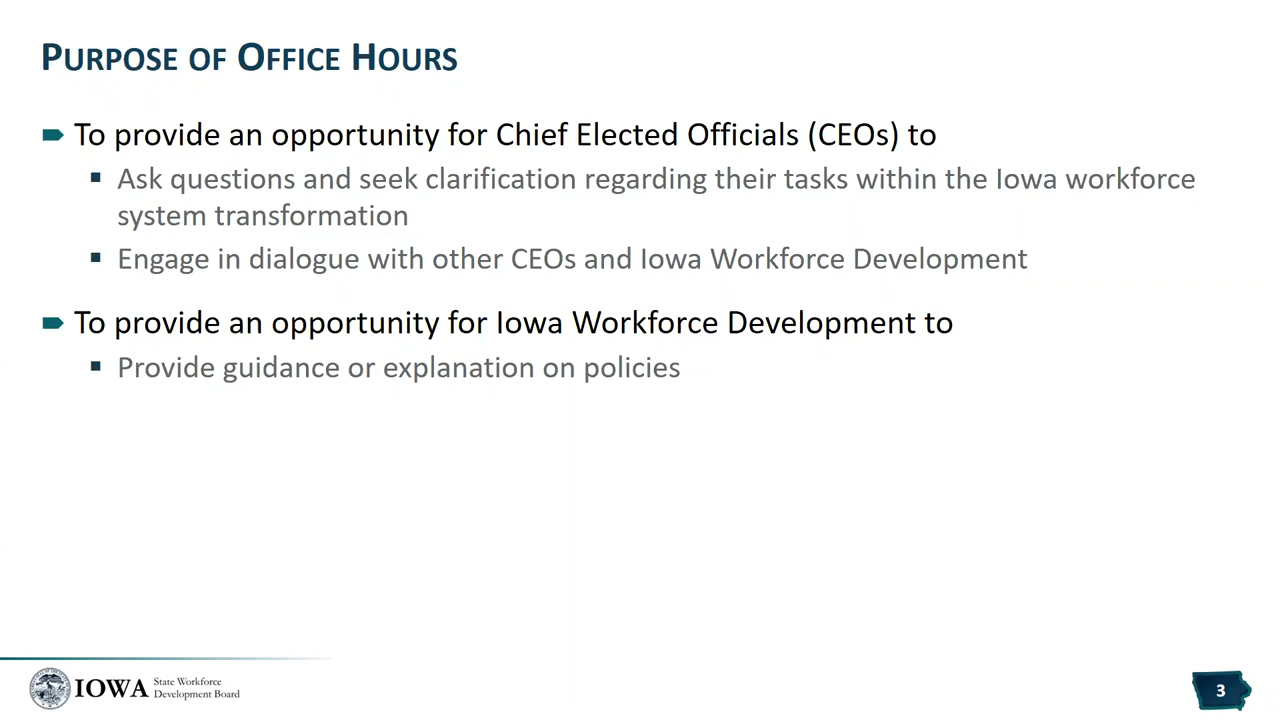 Purpose of Office Hours
To provide an opportunity for Chief Elected Officials (CEOs) to
Ask questions and seek clarification regarding their tasks within the Iowa workforce
system transformation
Engage in dialogue with other CEOs and Iowa Workforce Development
To provide an opportunity for Iowa Workforce Development to
Provide guidance or explanation on policies
IOWA State Workforce
Development Board
3